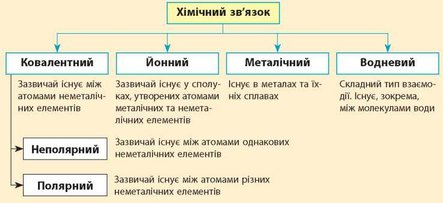 Хімічний зв’язок
Ковалентний
Зазвичай існує між
атомами неметаліч-
них елементів
Йонний
Зазвичай існує у сполу-
ках, утворених атомами
металічних та немета-
лічних елементів
Металічний
Існує в металах та їх-
ніх сплавах
Водневий
Складний тип взаємо-
дії. Існує, зокрема,
між молекулами води
Неполярний
Зазвичай існує між атомами однакових
неметалічних елементів
Полярний
Зазвичай існує між атомами різних
неметалічних елементів